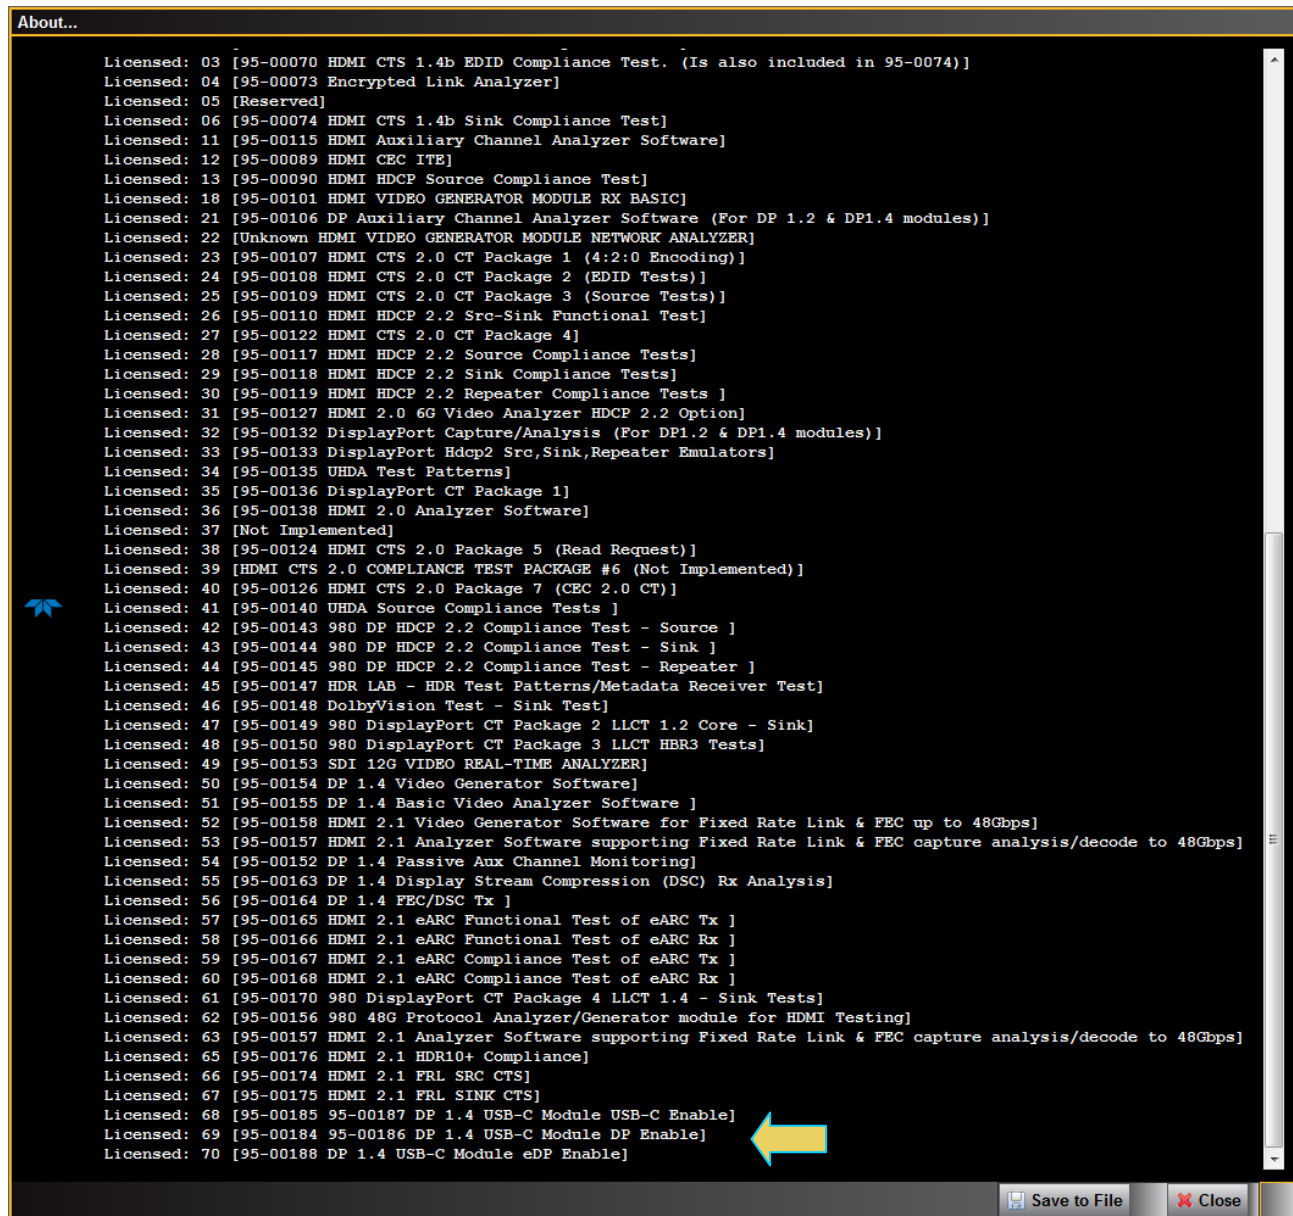 About...
Licensed: 03 [95-00070 HDMI CTS 1.4b EDID Compliance Test. (Is also included in 95-0074)]
Licensed: 04 [95-00073 Encrypted Link Analyzer]
Licensed: 05 [Reserved]
Licensed: 06 [95-00074 HDMI CTS 1.4b Sink Compliance Test]
Licensed: 11 [95-00115 HDMI Auxiliary Channel Analyzer Software]
Licensed: 12 [95-00089 HDMI CEC ITE]
Licensed: 13 [95-00090 HDMI HDCP Source Compliance Test]
Licensed: 18 [95-00101 HDMI VIDEO GENERATOR MODULE RX BASIC]
Licensed: 21 [95-00106 DP Auxiliary Channel Analyzer Software (For DP 1.2 & DP1.4 modules)]
Licensed: 22 [Unknown HDMI VIDEO GENERATOR MODULE NETWORK ANALYZER]
Licensed: 23 [95-00107 HDMI CTS 2.0 CT Package 1 (4:2:0 Encoding)]
Licensed: 24 [95-00108 HDMI CTS 2.0 CT Package 2 (EDID Tests)]
Licensed: 25 [95-00109 HDMI CTS 2.0 CT Package 3 (Source Tests)]
Licensed: 26 [95-00110 HDMI HDCP 2.2 Src-Sink Functional Test]
Licensed: 27 [95-00122 HDMI CTS 2.0 CT Package 4]
Licensed: 28 [95-00117 HDMI HDCP 2.2 Source Compliance Tests]
Licensed: 29 [95-00118 HDMI HDCP 2.2 Sink Compliance Tests]
Licensed: 30 [95-00119 HDMI HDCP 2.2 Repeater Compliance Tests ]
Licensed: 31 [95-00127 HDMI 2.0 6G Video Analyzer HDCP 2.2 Option]
Licensed: 32 [95-00132 DisplayPort Capture/Analysis (For DP1.2 & DP1.4 modules)]
Licensed: 33 [95-00133 DisplayPort Hdcp2 Src,Sink,Repeater Emulators]
Licensed: 34 [95-00135 UHDA Test Patterns]
Licensed: 35 [95-00136 DisplayPort CT Package 1]
Licensed: 36 [95-00138 HDMI 2.0 Analyzer Software]
Licensed: 37 [Not Implemented]
Licensed: 38 [95-00124 HDMI CTS 2.0 Package 5 (Read Request)]
Licensed: 39 [HDMI CTS 2.0 COMPLIANCE TEST PACKAGE #6 (Not Implemented)]
Licensed: 40 [95-00126 HDMI CTS 2.0 Package 7 (CEC 2.0 CT)]
Licensed: 41 [95-00140 UHDA Source Compliance Tests ]
Licensed: 42 [95-00143 980 DP HDCP 2.2 Compliance Test - Source ]
Licensed: 43 [95-00144 980 DP HDCP 2.2 Compliance Test - Sink ]
Licensed: 44 [95-00145 980 DP HDCP 2.2 Compliance Test - Repeater ]
Licensed: 45 [95-00147 HDR LAB - HDR Test Patterns/Metadata Receiver Test]
Licensed: 46 [95-00148 DolbyVision Test - Sink Test]
Licensed: 47 [95-00149 980 DisplayPort CT Package 2 LLCT 1.2 Core - Sink]
Licensed: 48 [95-00150 980 DisplayPort CT Package 3 LLCT HBR3 Tests]
Licensed: 49 [95-00153 SDI 12G VIDEO REAL-TIME ANALYZER]
Licensed: 50 [95-00154 DP 1.4 Video Generator Software]
Licensed: 51 [95-00155 DP 1.4 Basic Video Analyzer Software ]
Licensed: 52 [95-00158 HDMI 2.1 Video Generator Software for Fixed Rate Link & FEC up to 48Gbps]
Licensed: 53 [95-00157 HDMI 2.1 Analyzer Software supporting Fixed Rate Link & FEC capture analysis/decode to 48Gbps]
Licensed: 54 [95-00152 DP 1.4 Passive Aux Channel Monitoring]
Licensed: 55 [95-00163 DP 1.4 Display Stream Compression (DSC) Rx Analysis]
Licensed: 56 [95-00164 DP 1.4 FEC/DSC Tx ]
Licensed: 57 [95-00165 HDMI 2.1 eARC Functional Test of eARC Tx ]
Licensed: 58 [95-00166 HDMI 2.1 eARC Functional Test of eARC Rx ]
Licensed: 59 [95-00167 HDMI 2.1 eARC Compliance Test of eARC Tx ]
Licensed: 60 [95-00168 HDMI 2.1 eARC Compliance Test of eARC Rx ]
Licensed: 61 [95-00170 980 DisplayPort CT Package 4 LLCT 1.4 - Sink Tests]
Licensed: 62 [95-00156 980 48G Protocol Analyzer/Generator module for HDMI Testing]
Licensed: 63 [95-00157 HDMI 2.1 Analyzer Software supporting Fixed Rate Link & FEC capture analysis/decode to 48Gbps]
Licensed: 65 [95-00176 HDMI 2.1 HDR10+ Compliance]
Licensed: 66 [95-00174 HDMI 2.1 FRL SRC CTS]
Licensed: 67 [95-00175 HDMI 2.1 FRL SINK CTS]
Licensed: 68 [95-00185 95-00187 DP 1.4 USB-C Module USB-C Enable]
Licensed: 69 [95-00184 95-00186 DP 1.4 USB-C Module DP Enable]
Licensed: 70 [95-00188 DP 1.4 USB-C Module eDP Enable]
Save to File
Close